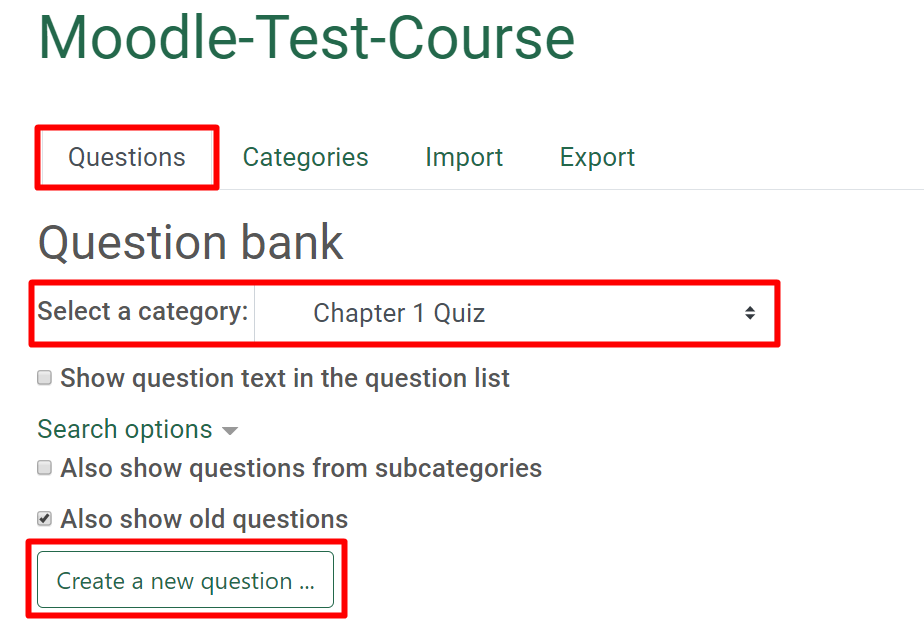 Moodle-Test-Course
Questions Categories Import Export
Question bank
Select a category: Chapter 1 Quiz
Show question text in the question list
Search options
Also show questions from subcategories
Also show old questions
Create a new question ...